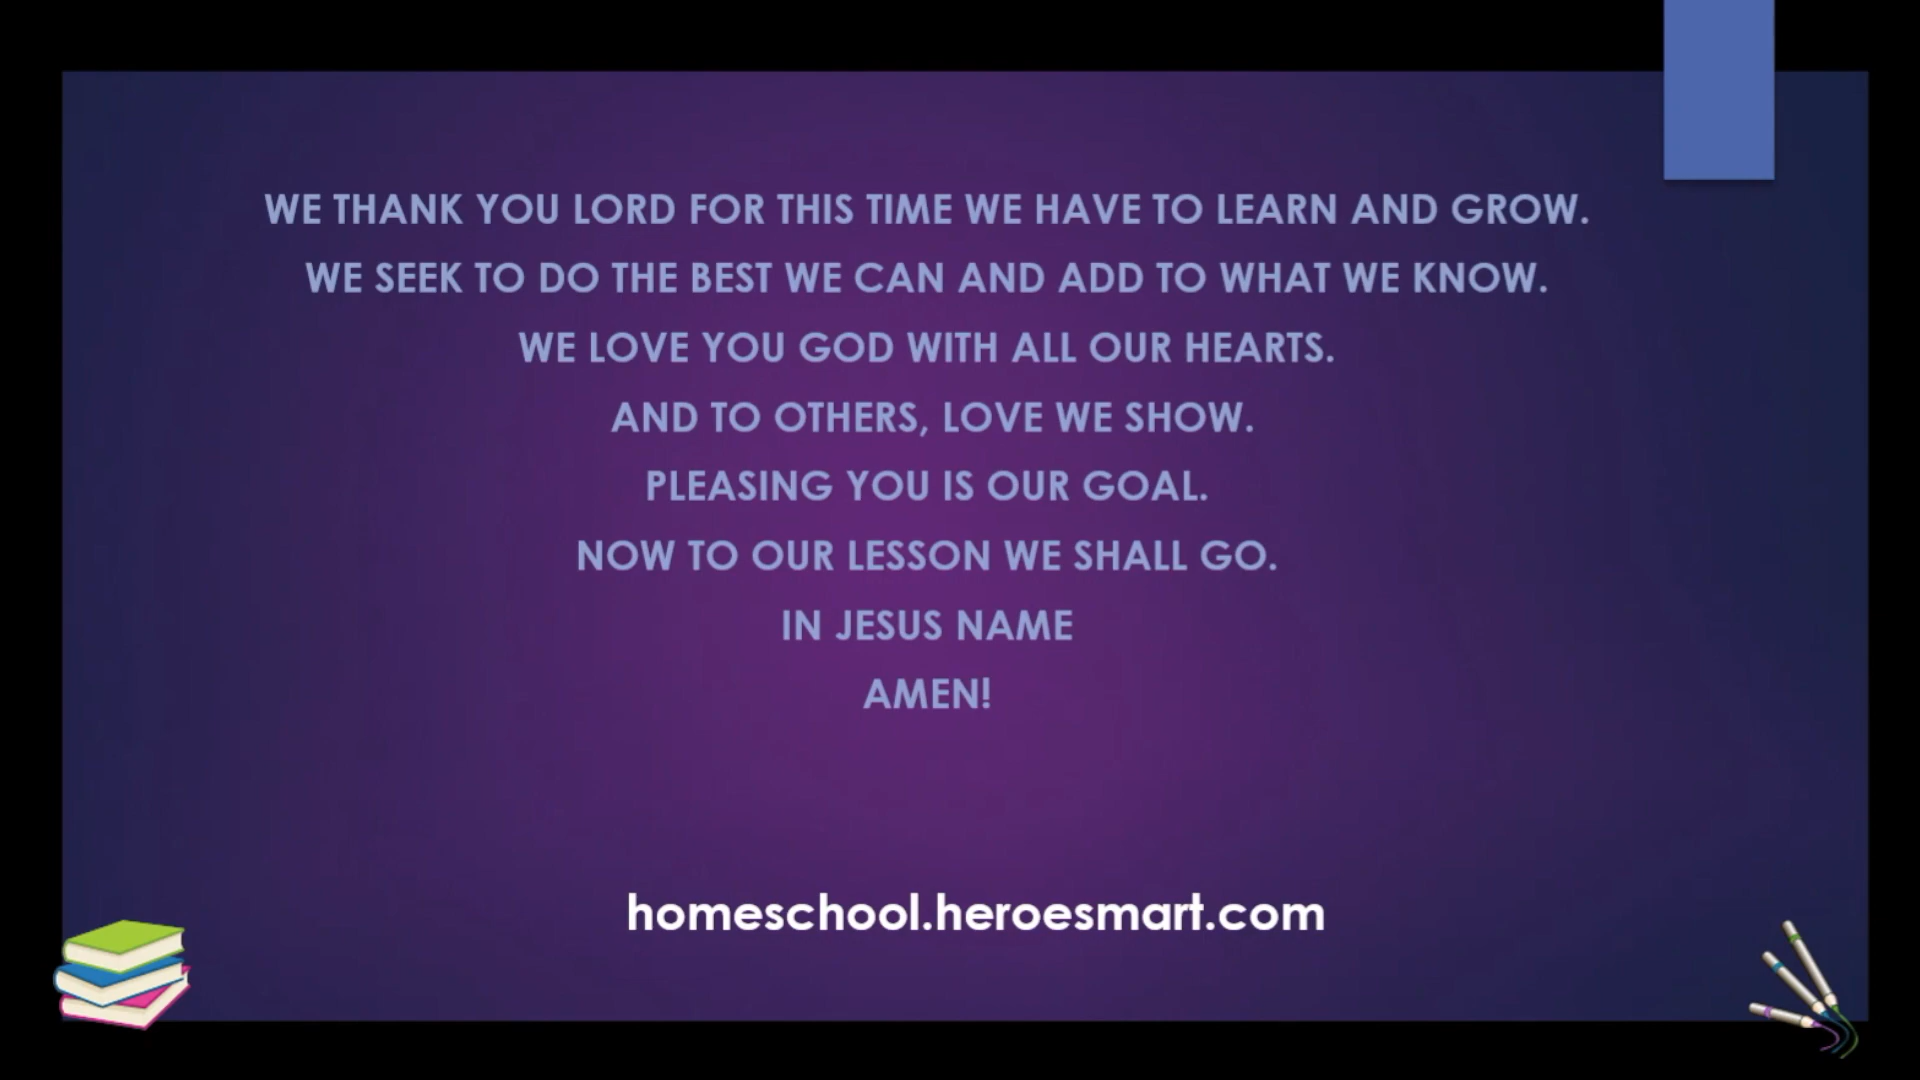 WE THANK YOU LORD FOR THIS TIME WE HAVE TO LEARN AND GROW.
WE SEEK TO DO THE BEST WE CAN AND ADD TO WHAT WE KNOW.
WE LOVE YOU GOD WITH ALL OUR HEARTS.
AND TO OTHERS, LOVE WE SHOW.
PLEASING YOU IS OUR GOAL.
NOW TO OUR LESSON WE SHALL GO.
IN JESUS NAME
AMEN!
homeschool.heroesmart.com